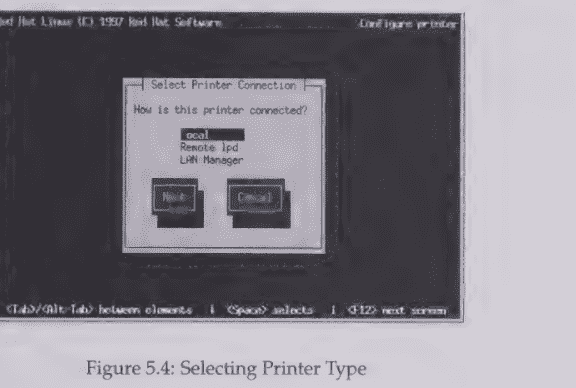 ed Hat Linux (C) 1997 Red Hat Software Configure printer
Select Printer Connection
How is this printer connected?
ocal
Remote lpd
LAN Manager
Next Cancel
<Tab>/<Alt-Tab> between elements | <Space> selects | <F12> next screen
Figure 5.4: Selecting Printer Type